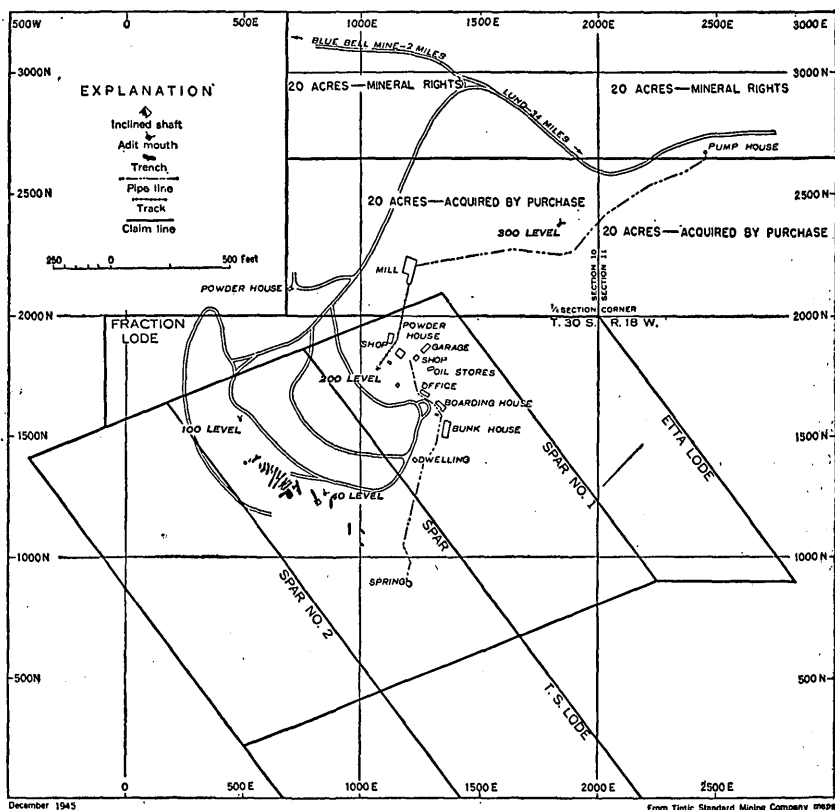 500W
0
500E
1000E
1500E
2000E
2500E
3000E
3000N
3000N
BLUE BELL MINE-2 MILES
LUND-34 MILES
20 ACRES—MINERAL RIGHTS
20 ACRES—MINERAL RIGHTS
EXPLANATION
Inclined shaft
Adit mouth
Trench
Pipe line
Track
Claim line
250
0
500 feet
PUMP HOUSE
2500N
2500N
20 ACRES—ACQUIRED BY PURCHASE
20 ACRES—ACQUIRED BY PURCHASE
300 LEVEL
MILL
SECTION 10
SECTION 11
POWDER HOUSE
2000N
2000N
1/4 SECTION CORNER
T. 30 S. R. 18 W.
FRACTION
LODE
POWDER
HOUSE
SHOP
GARAGE
SHOP
OIL STORES
200 LEVEL
OFFICE
BOARDING HOUSE
BUNK HOUSE
100 LEVEL
1500N
1500N
DWELLING
40 LEVEL
SPAR NO. 1
ETTA LODE
SPAR
1000N
1000N
SPRING
SPAR NO. 2
500N
500N
T. S. LODE
0
500E
1000E
1500E
2000E
2500E
December 1945
From Tintic Standard Mining Company maps